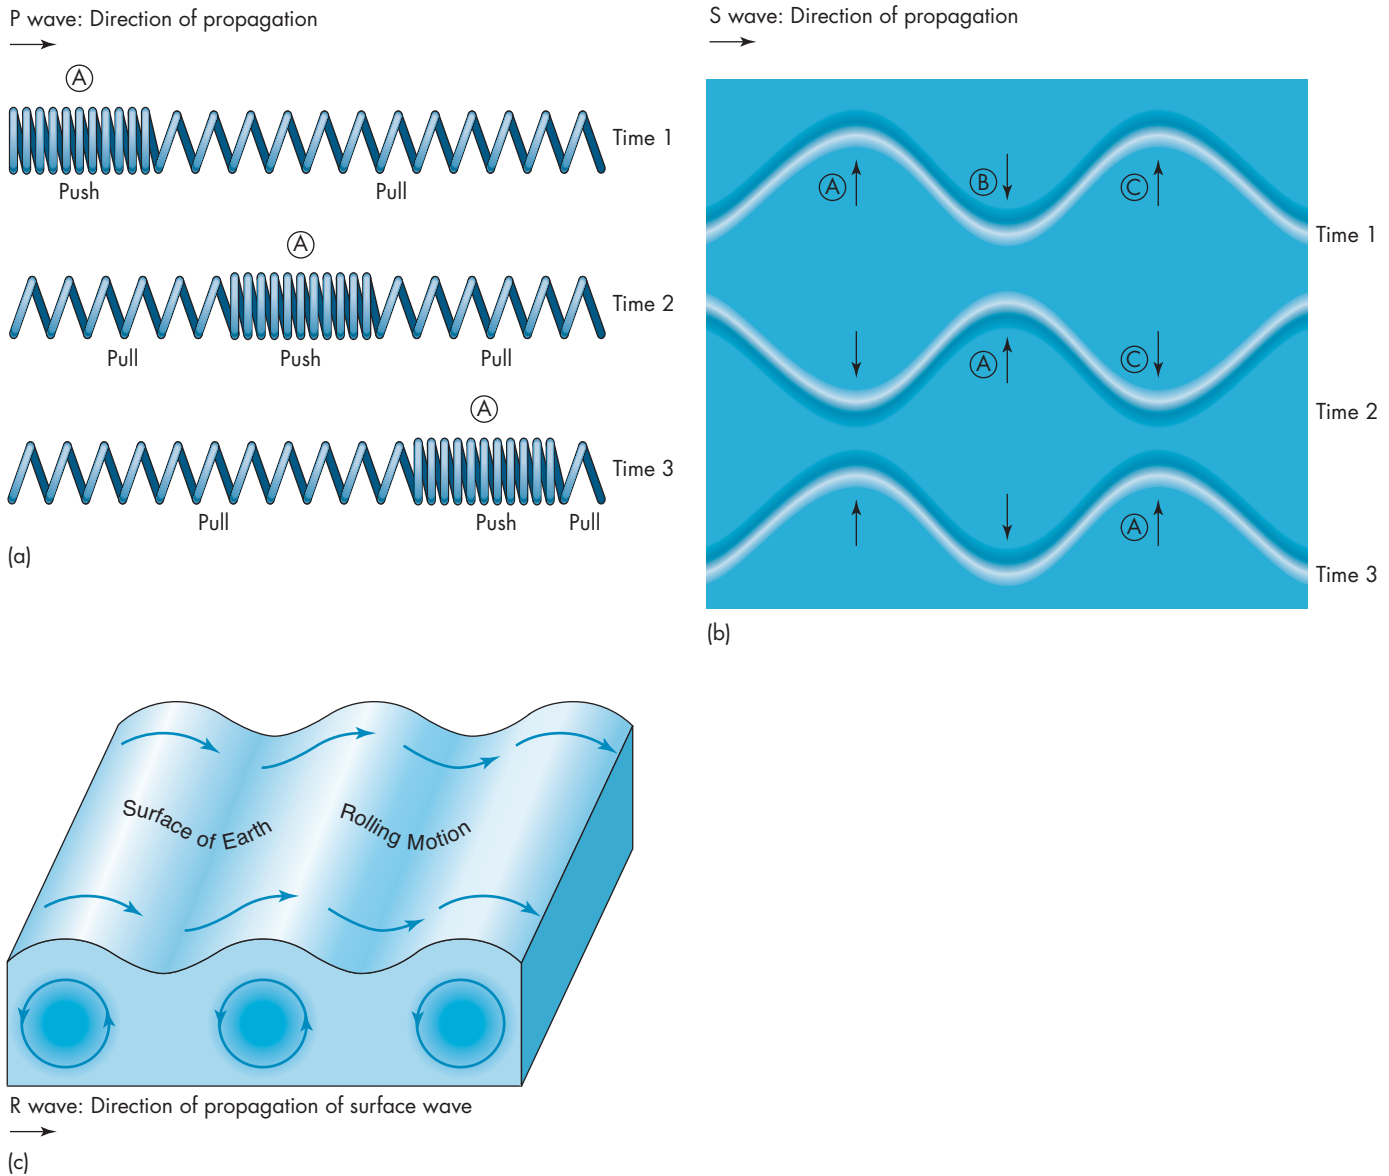 P wave: Direction of propagation
A
Time 1
Push Pull
A
Time 2
Pull Push Pull
A
Time 3
Pull Push Pull
(a)
S wave: Direction of propagation
A B C
Time 1
A C
Time 2
A
Time 3
(b)
Surface of Earth Rolling Motion
R wave: Direction of propagation of surface wave
(c)